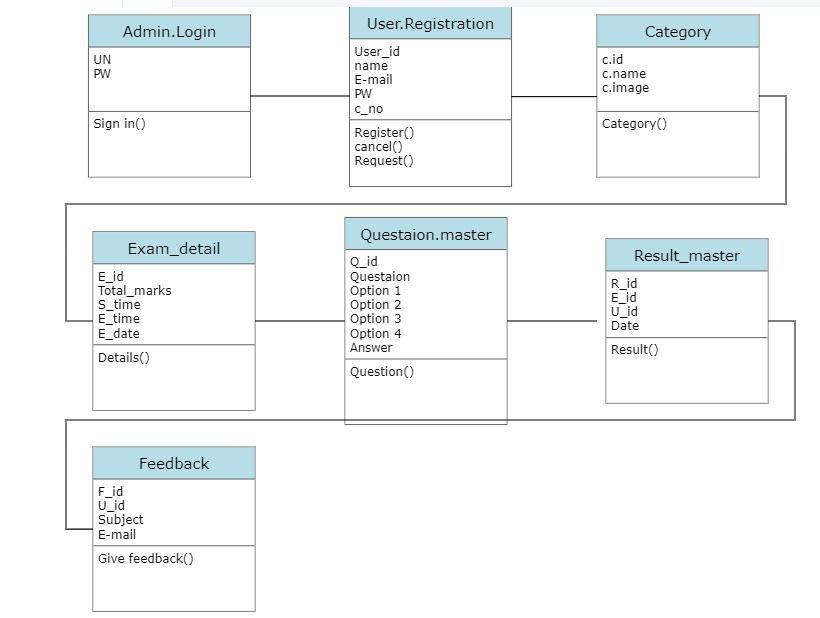 Admin.Login
UN
PW
Sign in()
User.Registration
User_id
name
E-mail
PW
c_no
Register()
cancel()
Request()
Category
c.id
c.name
c.image
Category()
Exam_detail
E_id
Total_marks
S_time
E_time
E_date
Details()
Questaion.master
Q_id
Questaion
Option 1
Option 2
Option 3
Option 4
Answer
Question()
Result_master
R_id
E_id
U_id
Date
Result()
Feedback
F_id
U_id
Subject
E-mail
Give feedback()